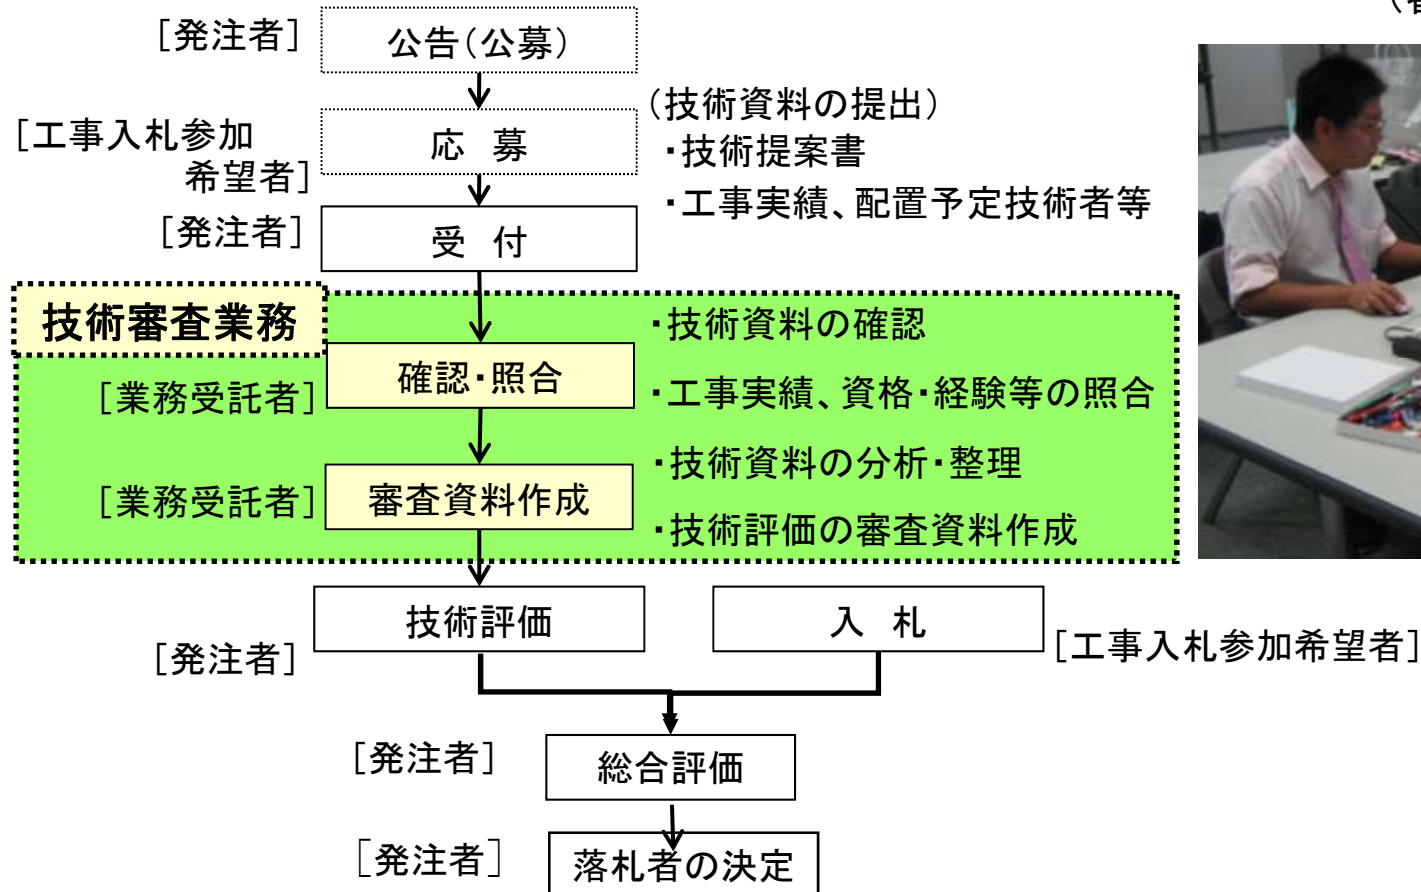 [発注者]
公告(公募)
(技術資料の提出)
[工事入札参加
希望者]
応 募
・技術提案書
・工事実績、配置予定技術者等
[発注者]
受 付
技術審査業務
・技術資料の確認
[業務受託者]
確認・照合
・工事実績、資格・経験等の照合
・技術資料の分析・整理
[業務受託者]
審査資料作成
・技術評価の審査資料作成
技術評価
入 札
[発注者]
[工事入札参加希望者]
[発注者]
総合評価
[発注者]
落札者の決定